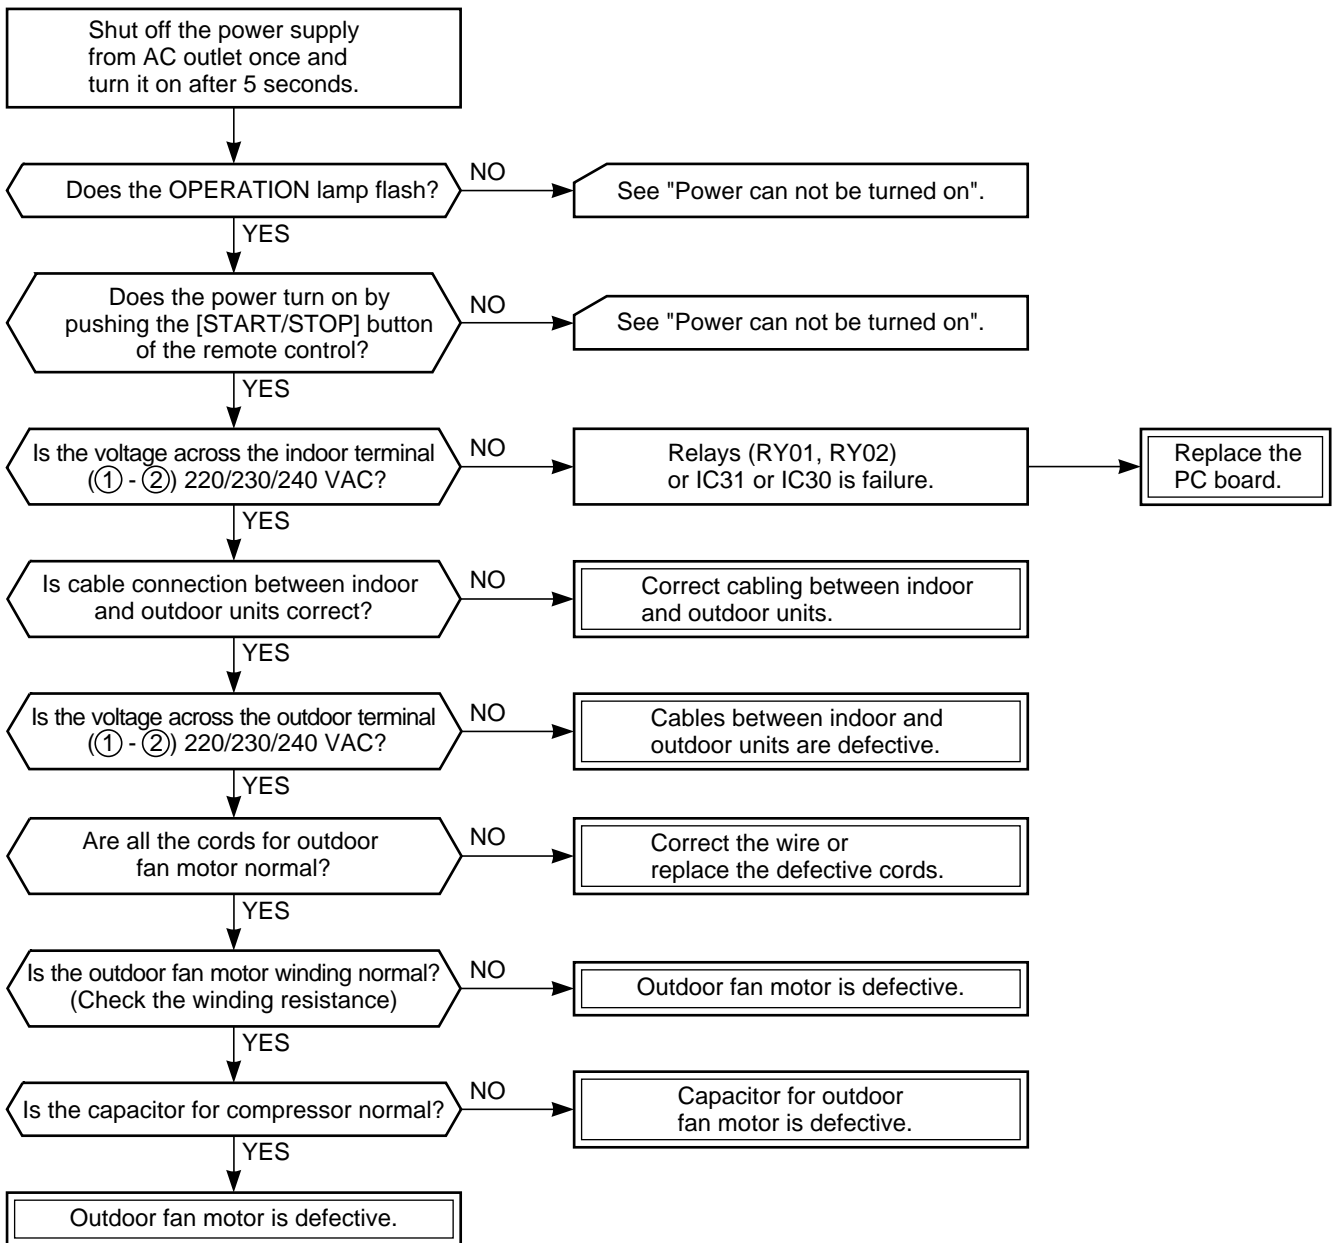 Shut off the power supply
from AC outlet once and
turn it on after 5 seconds.
Does the OPERATION lamp flash?
NO
See "Power can not be turned on".
YES
Does the power turn on by
pushing the [START/STOP] button
of the remote control?
NO
See "Power can not be turned on".
YES
Is the voltage across the indoor terminal
(① - ②) 220/230/240 VAC?
NO
Relays (RY01, RY02)
or IC31 or IC30 is failure.
Replace the
PC board.
YES
Is cable connection between indoor
and outdoor units correct?
NO
Correct cabling between indoor
and outdoor units.
YES
Is the voltage across the outdoor terminal
(① - ②) 220/230/240 VAC?
NO
Cables between indoor and
outdoor units are defective.
YES
Are all the cords for outdoor
fan motor normal?
NO
Correct the wire or
replace the defective cords.
YES
Is the outdoor fan motor winding normal?
(Check the winding resistance)
NO
Outdoor fan motor is defective.
YES
Is the capacitor for compressor normal?
NO
Capacitor for outdoor
fan motor is defective.
YES
Outdoor fan motor is defective.